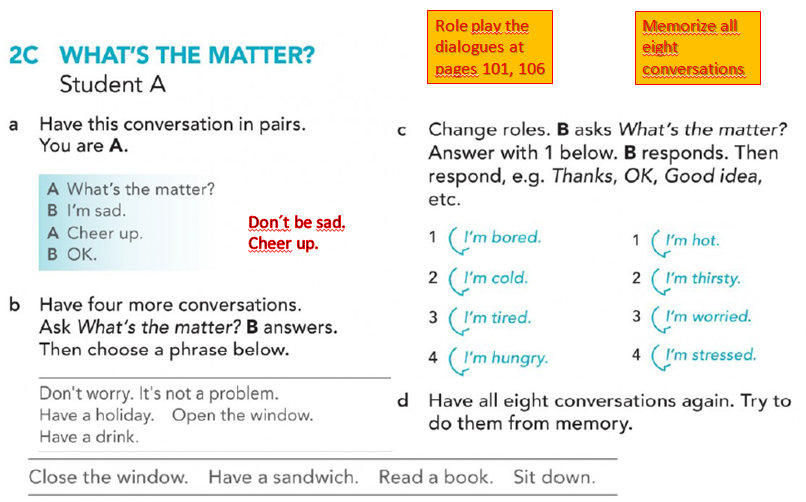 2C WHAT'S THE MATTER?
Student A
Role play the
dialogues at
pages 101, 106
Memorize all
eight
conversations
a Have this conversation in pairs.
You are A.
A What's the matter?
B I'm sad.
A Cheer up.
B OK.
Don´t be sad.
Cheer up.
b Have four more conversations.
Ask What's the matter? B answers.
Then choose a phrase below.
Don't worry. It's not a problem.
Have a holiday. Open the window.
Have a drink.
Close the window. Have a sandwich. Read a book. Sit down.
c Change roles. B asks What's the matter?
Answer with 1 below. B responds. Then
respond, e.g. Thanks, OK, Good idea,
etc.
1 I'm bored.
2 I'm cold.
3 I'm tired.
4 I'm hungry.
1 I'm hot.
2 I'm thirsty.
3 I'm worried.
4 I'm stressed.
d Have all eight conversations again. Try to
do them from memory.